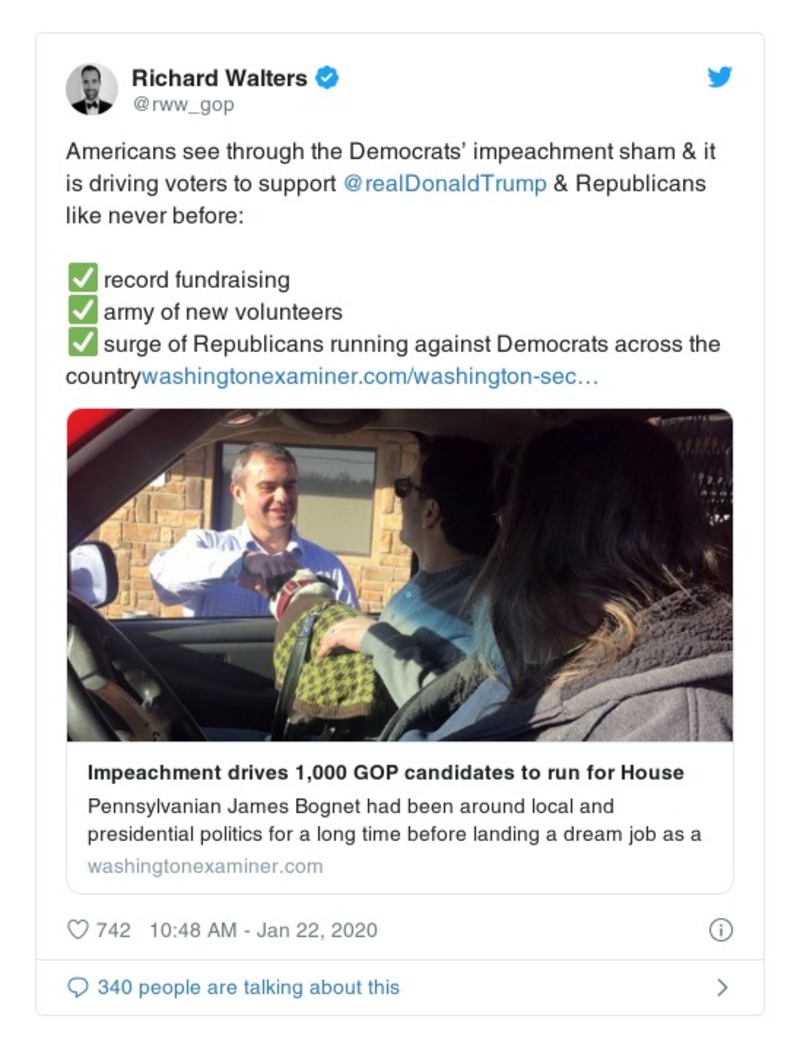 Richard Walters
@rww_gop
Americans see through the Democrats’ impeachment sham & it
is driving voters to support @realDonaldTrump & Republicans
like never before:
✅ record fundraising
✅ army of new volunteers
✅ surge of Republicans running against Democrats across the
countrywashingtonexaminer.com/washington-sec…
Impeachment drives 1,000 GOP candidates to run for House
Pennsylvanian James Bognet had been around local and
presidential politics for a long time before landing a dream job as a
washingtonexaminer.com
742 10:48 AM - Jan 22, 2020
340 people are talking about this